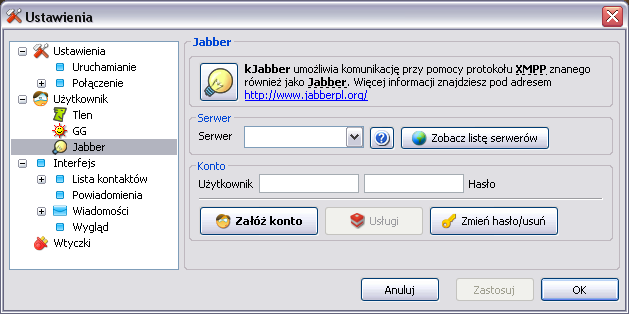 Ustawienia
Ustawienia
Uruchamianie
Połączenie
Użytkownik
Tlen
GG
Jabber
Interfejs
Lista kontaktów
Powiadomienia
Wiadomości
Wygląd
Wtyczki
Jabber
kJabber umożliwia komunikację przy pomocy protokołu XMPP znanego
również jako Jabber. Więcej informacji znajdziesz pod adresem
http://www.jabberpl.org/
Serwer
Serwer
Zobacz listę serwerów
Konto
Użytkownik Hasło
Załóż konto Usługi Zmień hasło/usuń
Anuluj Zastosuj OK